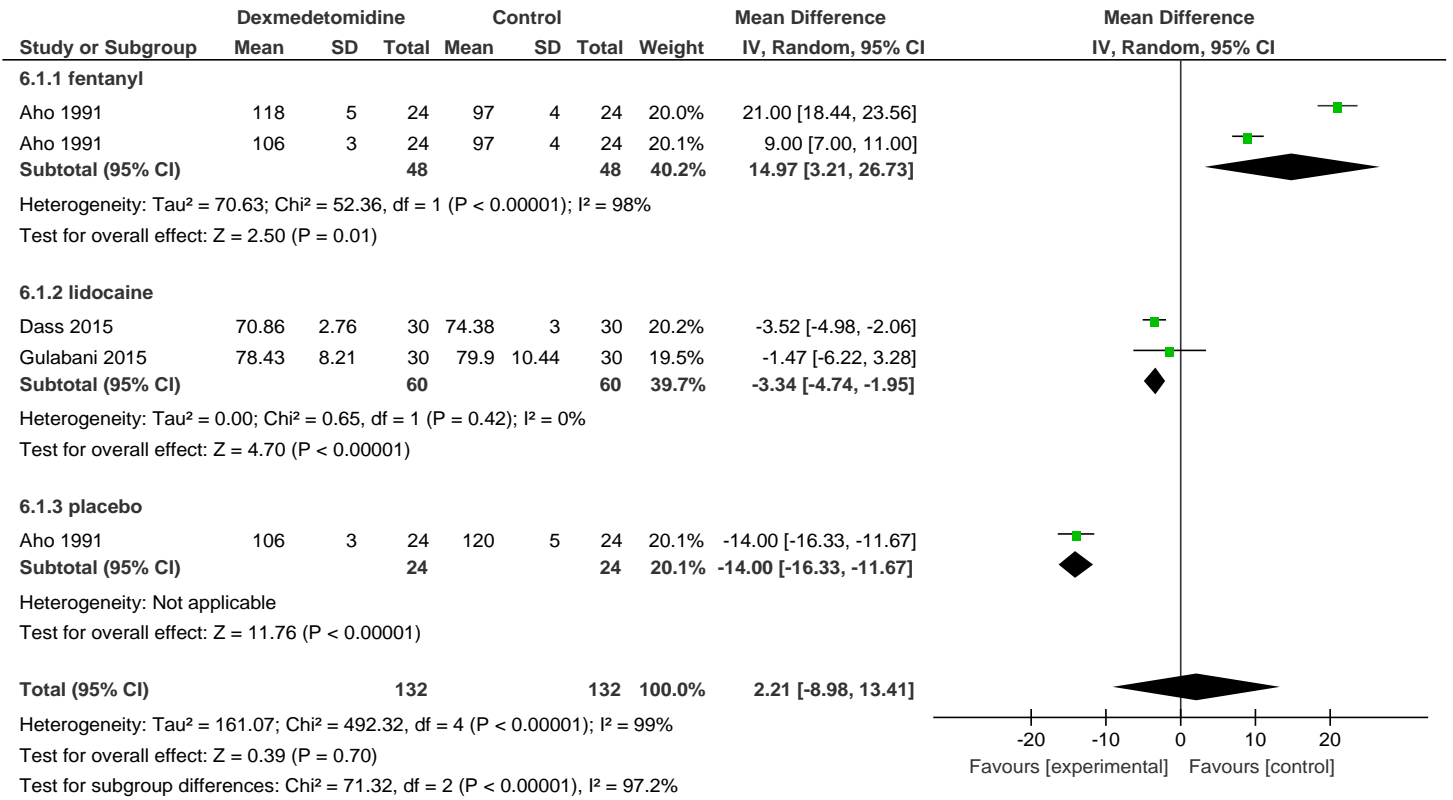 Dexmedetomidine Control Mean Difference Mean Difference
Study or Subgroup Mean SD Total Mean SD Total Weight IV, Random, 95% CI IV, Random, 95% CI
6.1.1 fentanyl
Aho 1991 118 5 24 97 4 24 20.0% 21.00 [18.44, 23.56]
Aho 1991 106 3 24 97 4 24 20.1% 9.00 [7.00, 11.00]
Subtotal (95% CI) 48 48 40.2% 14.97 [3.21, 26.73]
Heterogeneity: Tau² = 70.63; Chi² = 52.36, df = 1 (P < 0.00001); I² = 98%
Test for overall effect: Z = 2.50 (P = 0.01)
6.1.2 lidocaine
Dass 2015 70.86 2.76 30 74.38 3 30 20.2% -3.52 [-4.98, -2.06]
Gulabani 2015 78.43 8.21 30 79.9 10.44 30 19.5% -1.47 [-6.22, 3.28]
Subtotal (95% CI) 60 60 39.7% -3.34 [-4.74, -1.95]
Heterogeneity: Tau² = 0.00; Chi² = 0.65, df = 1 (P = 0.42); I² = 0%
Test for overall effect: Z = 4.70 (P < 0.00001)
6.1.3 placebo
Aho 1991 106 3 24 120 5 24 20.1% -14.00 [-16.33, -11.67]
Subtotal (95% CI) 24 24 20.1% -14.00 [-16.33, -11.67]
Heterogeneity: Not applicable
Test for overall effect: Z = 11.76 (P < 0.00001)
Total (95% CI) 132 132 100.0% 2.21 [-8.98, 13.41]
Heterogeneity: Tau² = 161.07; Chi² = 492.32, df = 4 (P < 0.00001); I² = 99%
Test for overall effect: Z = 0.39 (P = 0.70)
Test for subgroup differences: Chi² = 71.32, df = 2 (P < 0.00001), I² = 97.2%
-20 -10 0 10 20
Favours [experimental] Favours [control]